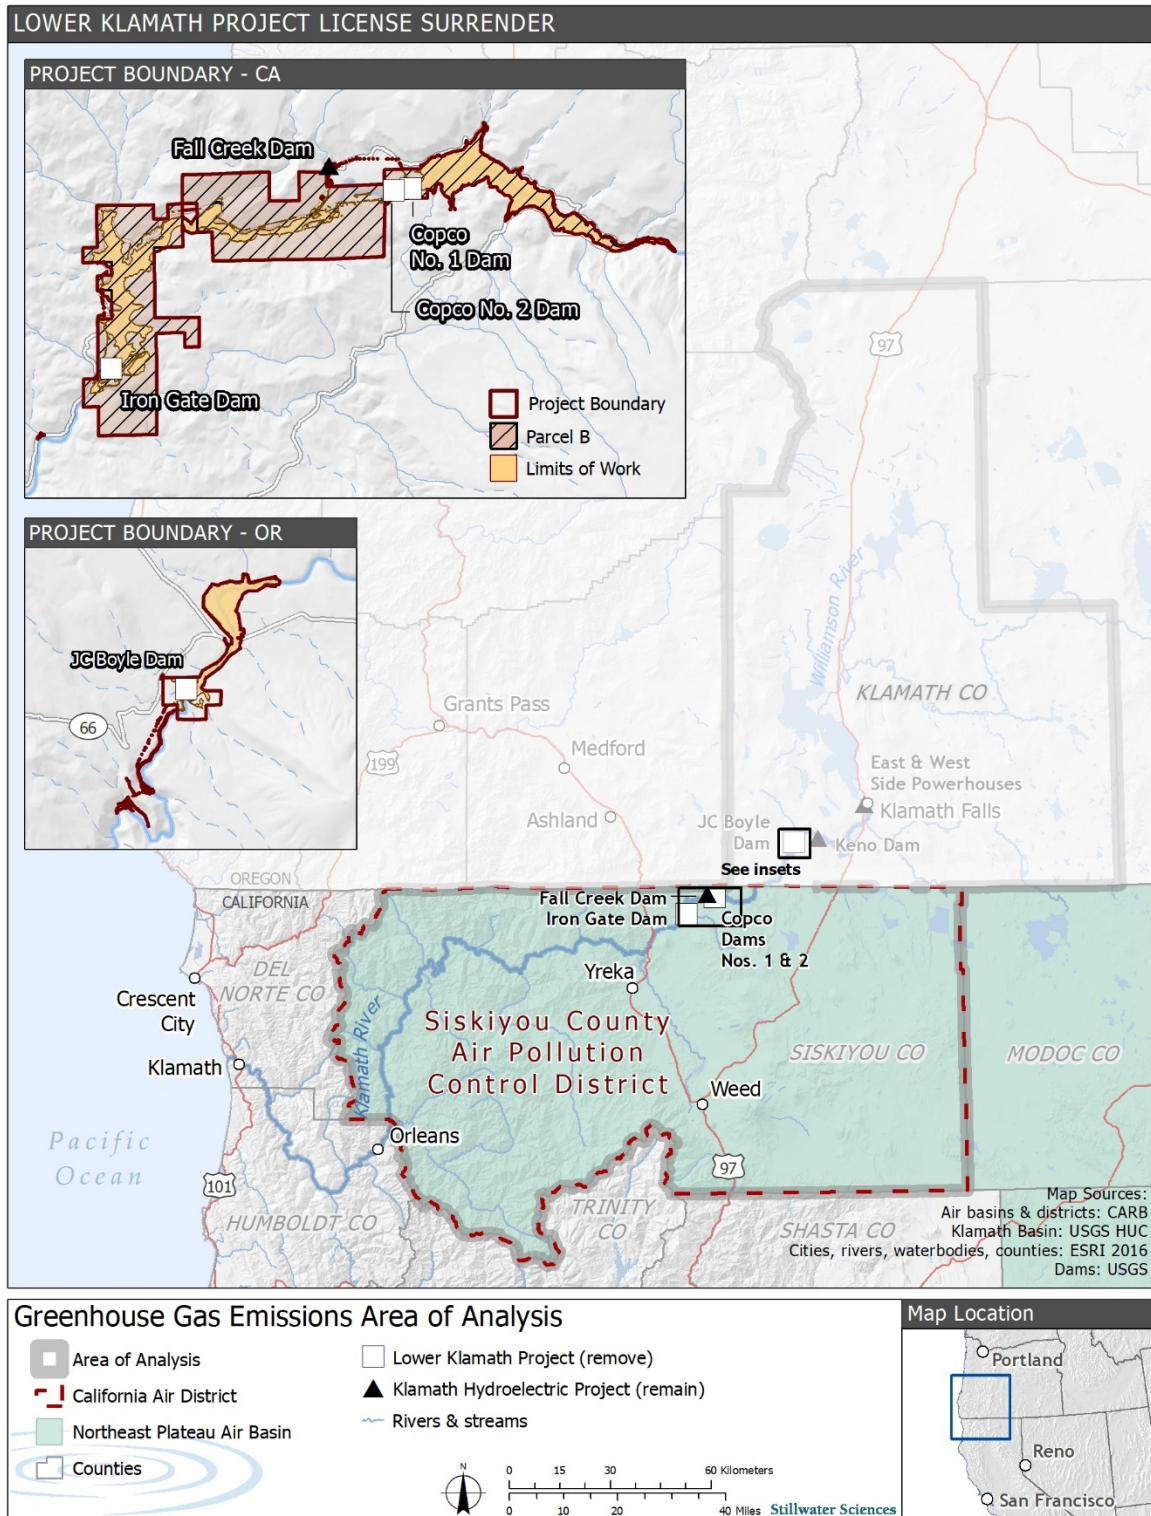 LOWER KLAMATH PROJECT LICENSE SURRENDER
PROJECT BOUNDARY - CA
Fall Creek Dam
Copco
No. 1 Dam
Copco No. 2 Dam
Iron Gate Dam
Project Boundary
Parcel B
Limits of Work
PROJECT BOUNDARY - OR
JC Boyle Dam
66
97
Williamson River
KLAMATH CO
Grants Pass
Medford
199
Ashland
East & West
Side Powerhouses
Klamath Falls
JC Boyle
Dam
Keno Dam
See insets
OREGON
CALIFORNIA
Fall Creek Dam
Iron Gate Dam
Copco
Dams
Nos. 1 & 2
DEL
NORTE CO
Crescent
City
Klamath
Klamath River
Yreka
Siskiyou County
Air Pollution
Control District
SISKIYOU CO
MODOC CO
Weed
Orleans
Pacific
Ocean
101
97
HUMBOLDT CO
TRINITY
CO
SHASTA CO
Map Sources:
Air basins & districts: CARB
Klamath Basin: USGS HUC
Cities, rivers, waterbodies, counties: ESRI 2016
Dams: USGS
Greenhouse Gas Emissions Area of Analysis
Area of Analysis
California Air District
Northeast Plateau Air Basin
Counties
Lower Klamath Project (remove)
Klamath Hydroelectric Project (remain)
Rivers & streams
N
0 15 30 60 Kilometers
0 10 20 40 Miles
Stillwater Sciences
Map Location
Portland
Reno
San Francisco